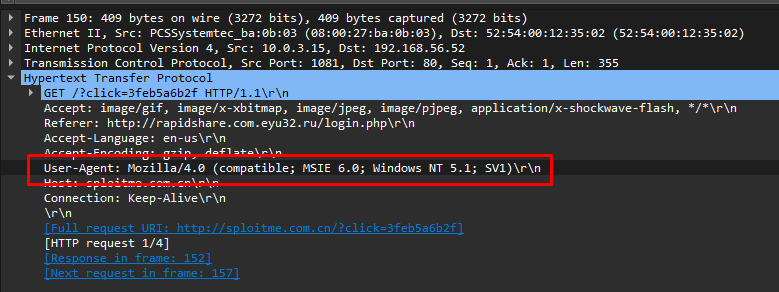 Frame 150: 409 bytes on wire (3272 bits), 409 bytes captured (3272 bits)
Ethernet II, Src: PCSSystemtec_ba:0b:03 (08:00:27:ba:0b:03), Dst: 52:54:00:12:35:02 (52:54:00:12:35:02)
Internet Protocol Version 4, Src: 10.0.3.15, Dst: 192.168.56.52
Transmission Control Protocol, Src Port: 1081, Dst Port: 80, Seq: 1, Ack: 1, Len: 355
Hypertext Transfer Protocol
GET /?click=3feb5a6b2f HTTP/1.1\r\n
Accept: image/gif, image/x-xbitmap, image/jpeg, image/pjpeg, application/x-shockwave-flash, */*\r\n
Referer: http://rapidshare.com.eyu32.ru/login.php\r\n
Accept-Language: en-us\r\n
Accept-Encoding: gzip, deflate\r\n
User-Agent: Mozilla/4.0 (compatible; MSIE 6.0; Windows NT 5.1; SV1)\r\n
Host: sploitme.com.cn\r\n
Connection: Keep-Alive\r\n
\r\n
[Full request URI: http://sploitme.com.cn/?click=3feb5a6b2f]
[HTTP request 1/4]
[Response in frame: 152]
[Next request in frame: 157]